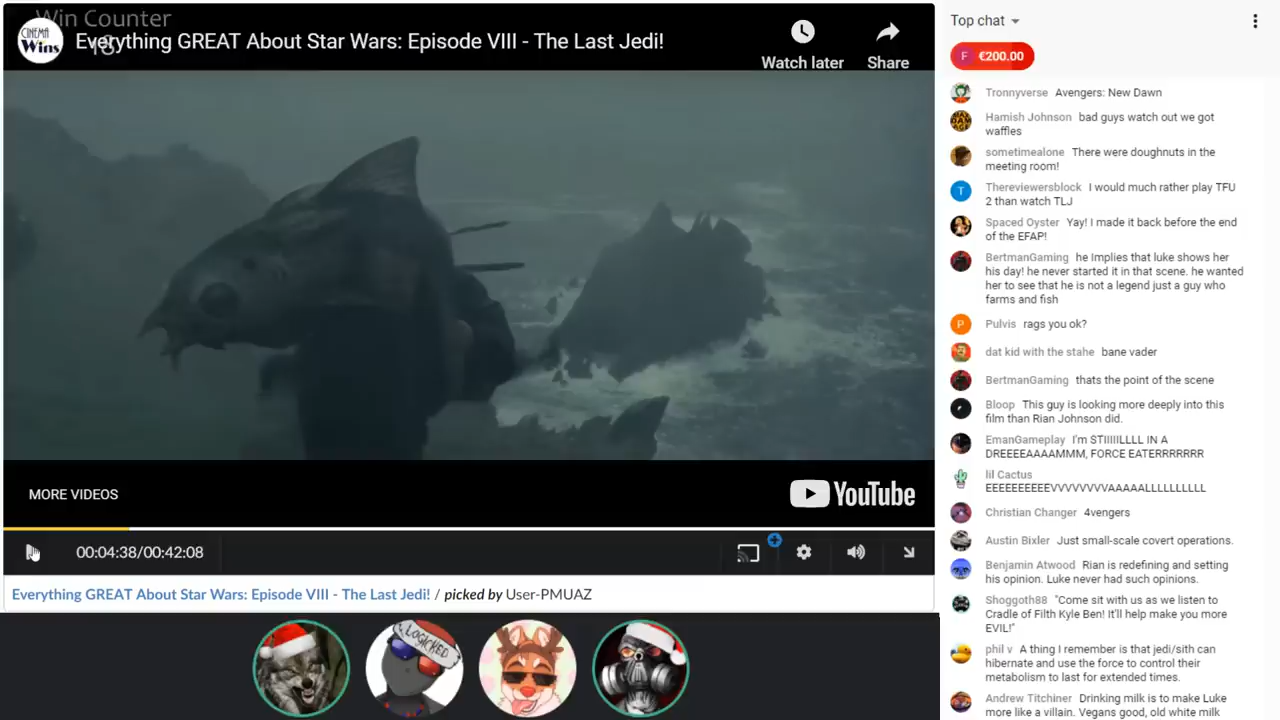 Win Counter
18
CINEMA
Wins
Everything GREAT About Star Wars: Episode VIII - The Last Jedi!
Watch later
Share
MORE VIDEOS
YouTube
00:04:38/00:42:08
Everything GREAT About Star Wars: Episode VIII - The Last Jedi! / picked by User-PMUAZ
LOGICKED
Top chat
F €200.00
Tronnyverse Avengers: New Dawn
Hamish Johnson bad guys watch out we got
waffles
sometimealone There were doughnuts in the
meeting room!
T
Thereviewersblock I would much rather play TFU
2 than watch TLJ
Spaced Oyster Yay! I made it back before the end
of the EFAP!
BertmanGaming he Implies that luke shows her
his day! he never started it in that scene. he wanted
her to see that he is not a legend just a guy who
farms and fish
P
Pulvis rags you ok?
dat kid with the stahe bane vader
BertmanGaming thats the point of the scene
Bloop This guy is looking more deeply into this
film than Rian Johnson did.
EmanGameplay I'm STIIIIILLLL IN A
DREEEEAAAAMMM, FORCE EATERRRRRRR
lil Cactus
EEEEEEEEEEVVVVVVVVAAAAALLLLLLLLLL
Christian Changer 4vengers
Austin Bixler Just small-scale covert operations.
Benjamin Atwood Rian is redefining and setting
his opinion. Luke never had such opinions.
Shoggoth88 "Come sit with us as we listen to
Cradle of Filth Kyle Ben! It'll help make you more
EVIL!"
phil v A thing I remember is that jedi/sith can
hibernate and use the force to control their
metabolism to last for extended times.
Andrew Titchiner Drinking milk is to make Luke
more like a villain. Vegans good, old white milk